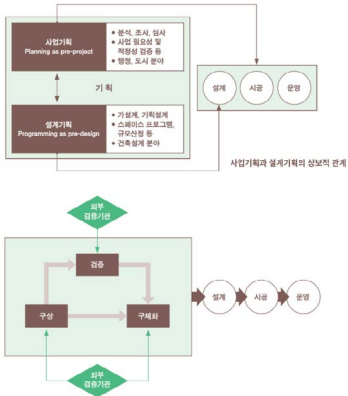 사업기획
Planning as pre-project
• 분석, 조사, 심사
• 사업 필요성 및
적정성 검증 등
• 행정, 도시 분야
기 획
설계기획
Programming as pre-design
• 가설계, 기획설계
• 스페이스 프로그램,
규모산정 등
• 건축설계 분야
설계
시공
운영
사업기획과 설계기획의 상보적 관계
외부
검증기관
검증
구상
구체화
설계
시공
운영
외부
검증기관